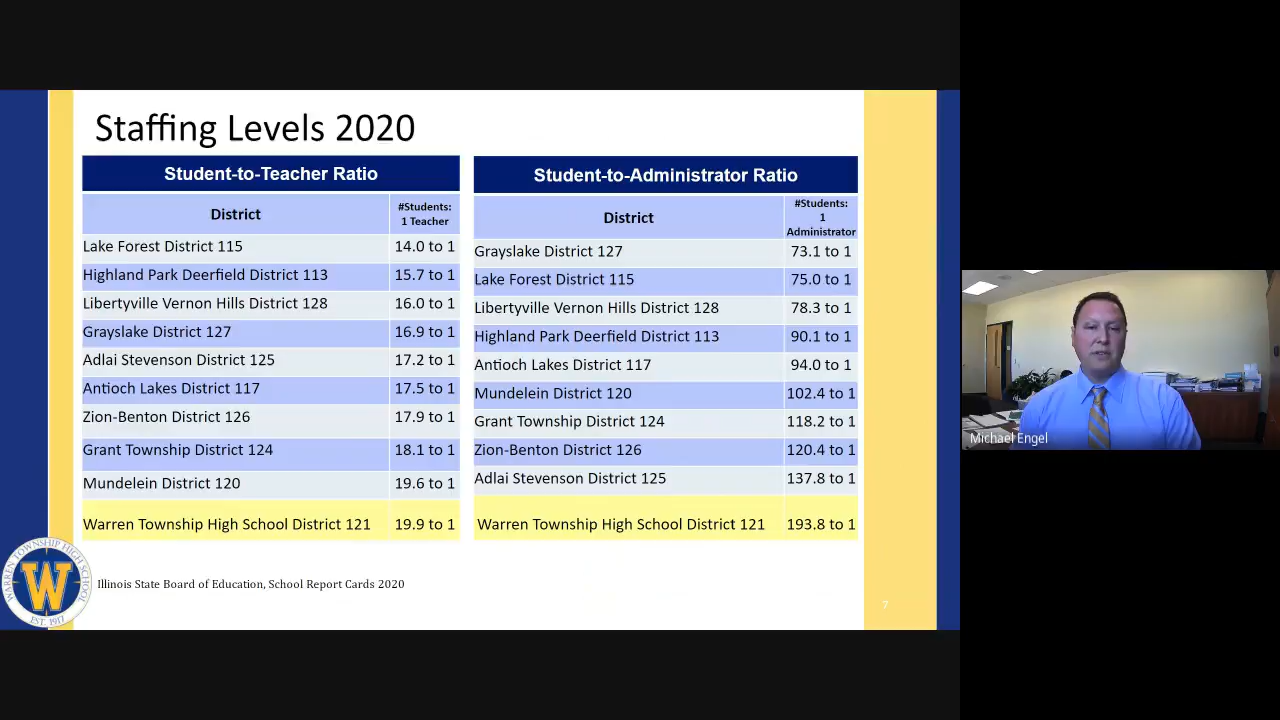 Staffing Levels 2020
Student-to-Teacher Ratio
District #Students: 1 Teacher
Lake Forest District 115 14.0 to 1
Highland Park Deerfield District 113 15.7 to 1
Libertyville Vernon Hills District 128 16.0 to 1
Grayslake District 127 16.9 to 1
Adlai Stevenson District 125 17.2 to 1
Antioch Lakes District 117 17.5 to 1
Zion-Benton District 126 17.9 to 1
Grant Township District 124 18.1 to 1
Mundelein District 120 19.6 to 1
Warren Township High School District 121 19.9 to 1
Student-to-Administrator Ratio
District #Students: 1 Administrator
Grayslake District 127 73.1 to 1
Lake Forest District 115 75.0 to 1
Libertyville Vernon Hills District 128 78.3 to 1
Highland Park Deerfield District 113 90.1 to 1
Antioch Lakes District 117 94.0 to 1
Mundelein District 120 102.4 to 1
Grant Township District 124 118.2 to 1
Zion-Benton District 126 120.4 to 1
Adlai Stevenson District 125 137.8 to 1
Warren Township High School District 121 193.8 to 1
WARREN TOWNSHIP HIGH SCHOOL
W
EST. 1917
Illinois State Board of Education, School Report Cards 2020
7
Michael Engel